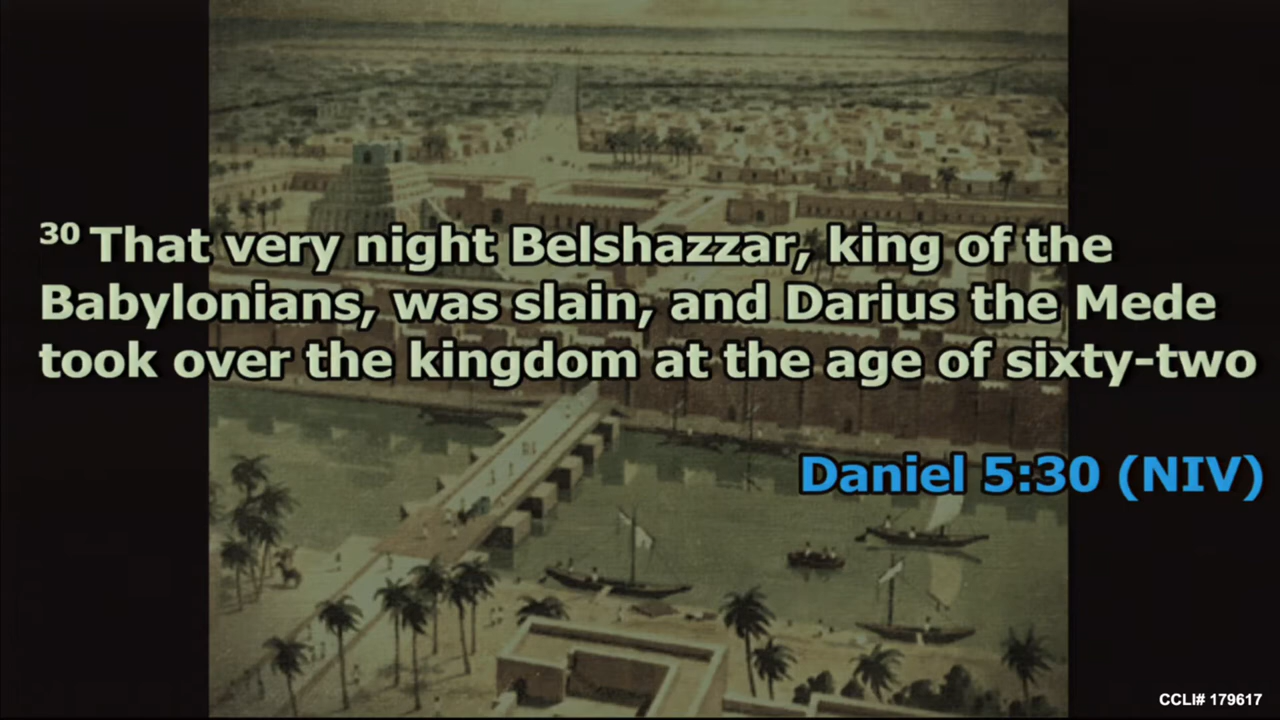 30 That very night Belshazzar, king of the
Babylonians, was slain, and Darius the Mede
took over the kingdom at the age of sixty-two
Daniel 5:30 (NIV)
CCLI# 179617